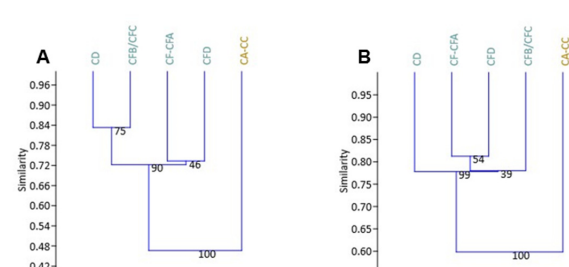 A
CD
CFB/CFC
CF-CFA
CFD
CA-CC
Similarity
0.96
0.90
0.84
0.78
0.72
0.66
0.60
0.54
0.48
0.42
75
46
90
100
B
CD
CF-CFA
CFD
CFB/CFC
CA-CC
Similarity
0.95
0.90
0.85
0.80
0.75
0.70
0.65
0.60
54
99
39
100